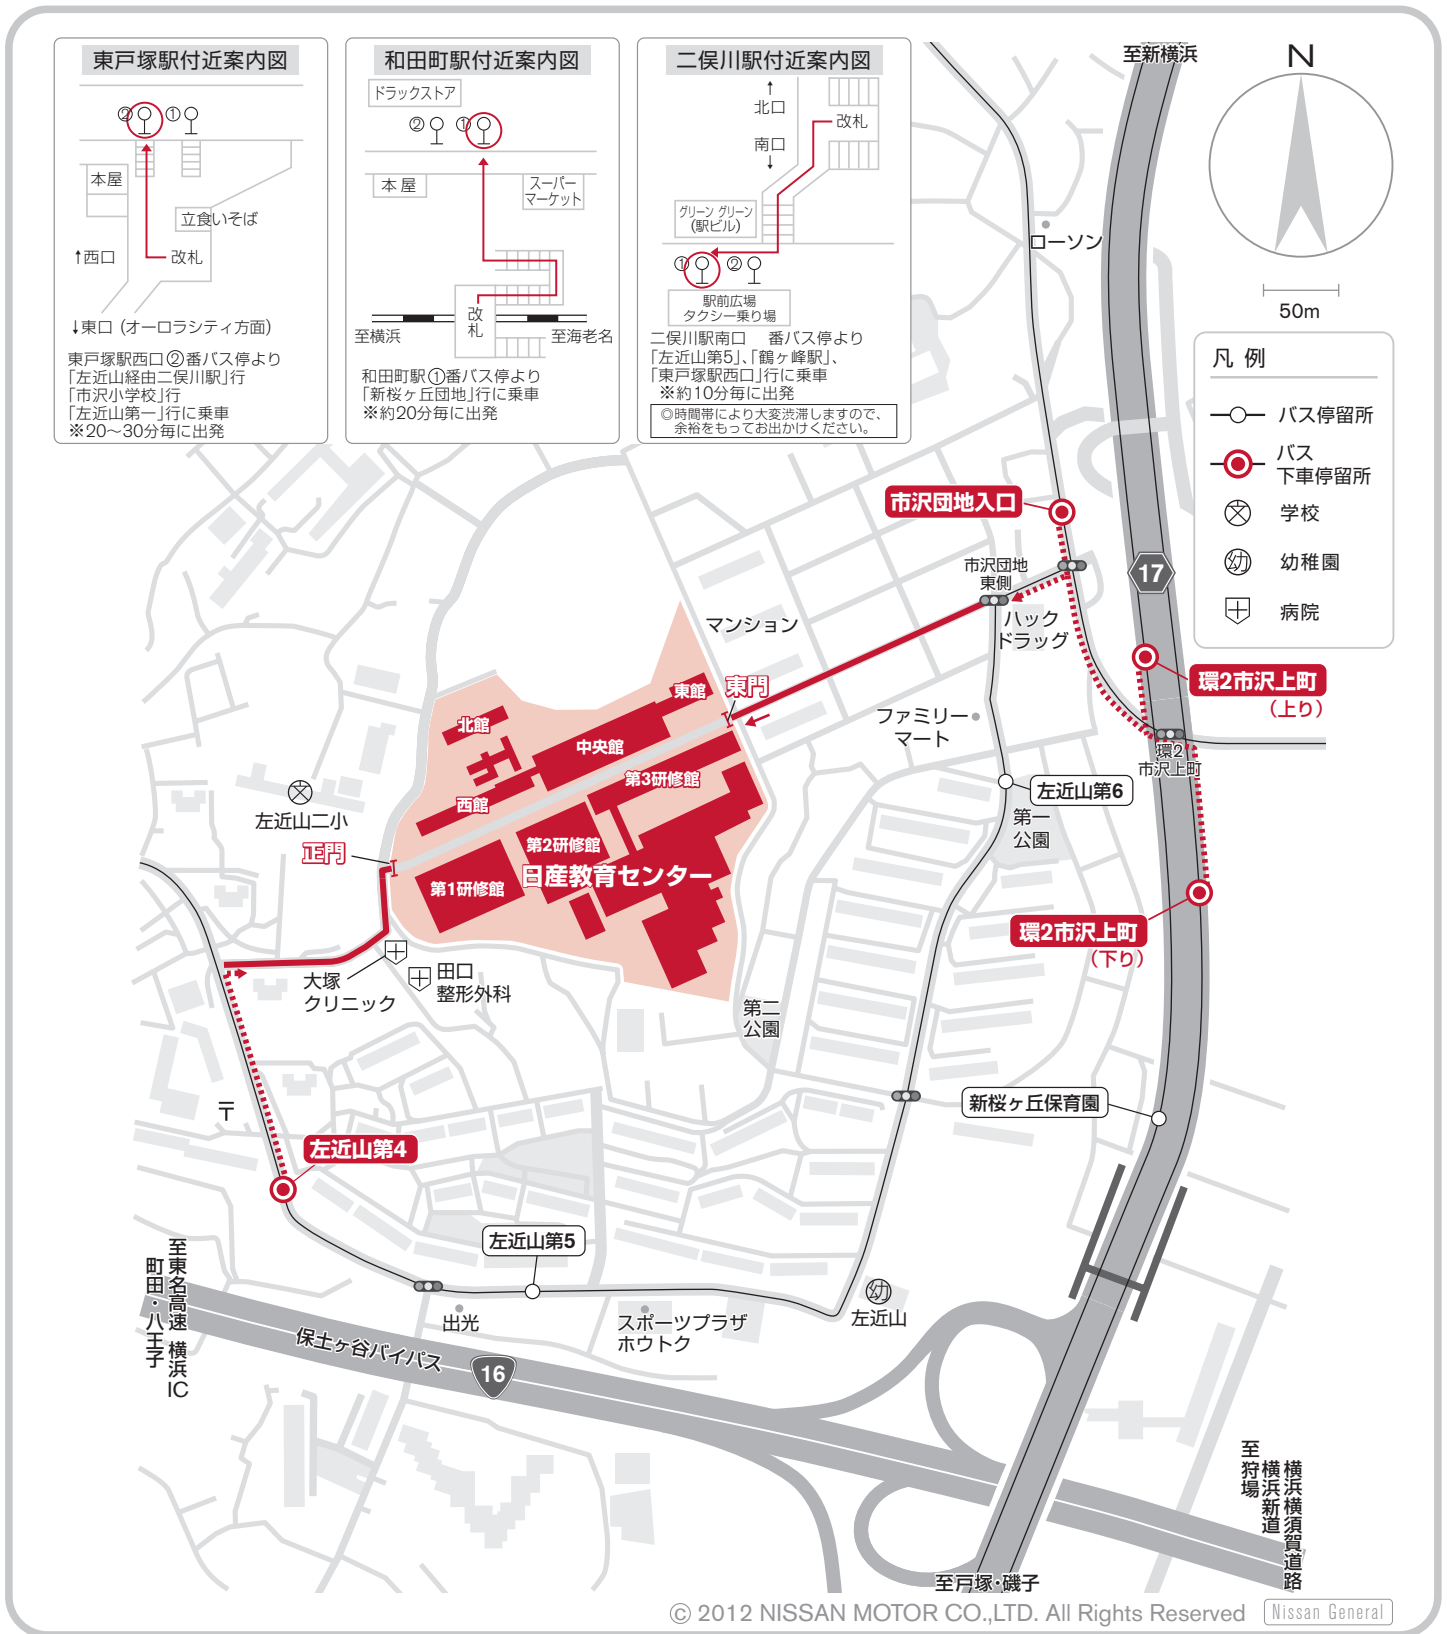 東戸塚駅付近案内図
②
①
本屋
立食いそば
↑西口
改札
↓東口 (オーロラシティ方面)
東戸塚駅西口②番バス停より
「左近山経由二俣川駅」行
「市沢小学校」行
「左近山第一」行に乗車
※20〜30分毎に出発
和田町駅付近案内図
ドラックストア
②
①
本屋
スーパー
マーケット
改札
至横浜
至海老名
和田町駅①番バス停より
「新桜ヶ丘団地」行に乗車
※約20分毎に出発
二俣川駅付近案内図
↑
北口
南口
↓
改札
グリーン グリーン
(駅ビル)
①
②
駅前広場
タクシー乗り場
二俣川駅南口 番バス停より
「左近山第5」、「鶴ヶ峰駅」、
「東戸塚駅西口」行に乗車
※約10分毎に出発
◎時間帯により大変渋滞しますので、
余裕をもってお出かけください。
至新横浜
N
50m
凡 例
バス停留所
バス
下車停留所
文
学校
幼
幼稚園
病院
ローソン
市沢団地入口
市沢団地
東側
17
ハック
ドラッグ
マンション
環2市沢上町
(上り)
東門
東館
北館
中央館
第3研修館
西館
第2研修館
第1研修館
日産教育センター
ファミリー
マート
環2
市沢上町
左近山第6
第一
公園
文
左近山二小
正門
環2市沢上町
(下り)
大塚
クリニック
田口
整形外科
第二
公園
新桜ヶ丘保育園
〒
左近山第4
左近山第5
幼
左近山
出光
スポーツプラザ
ホウトク
至東名高速 横浜IC
町田・八王子
保土ヶ谷バイパス
16
至狩場
横浜新道
横浜横須賀道路
至戸塚・磯子
© 2012 NISSAN MOTOR CO.,LTD. All Rights Reserved
Nissan General